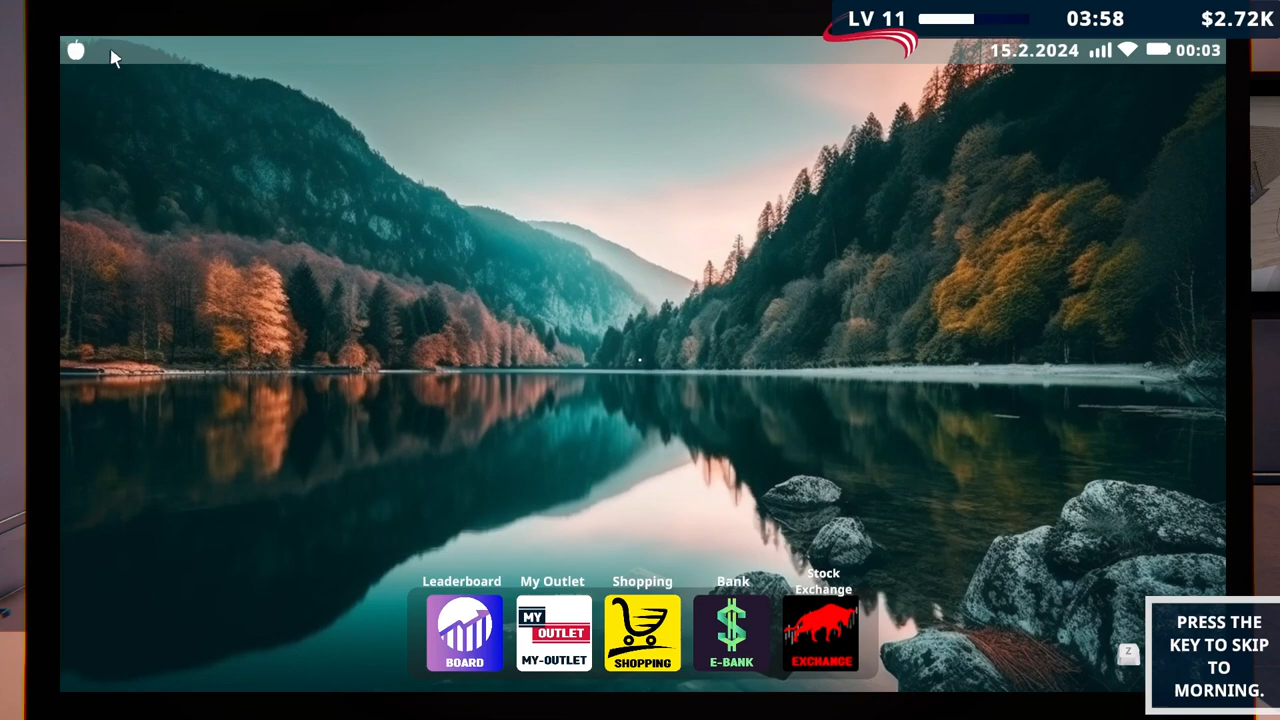 LV 11
03:58
$2.72K
15.2.2024
00:03
Leaderboard
My Outlet
Shopping
Bank
Stock
Exchange
BOARD
MY
OUTLET
MY-OUTLET
SHOPPING
E-BANK
EXCHANGE
Z
PRESS THE
KEY TO SKIP
TO
MORNING.